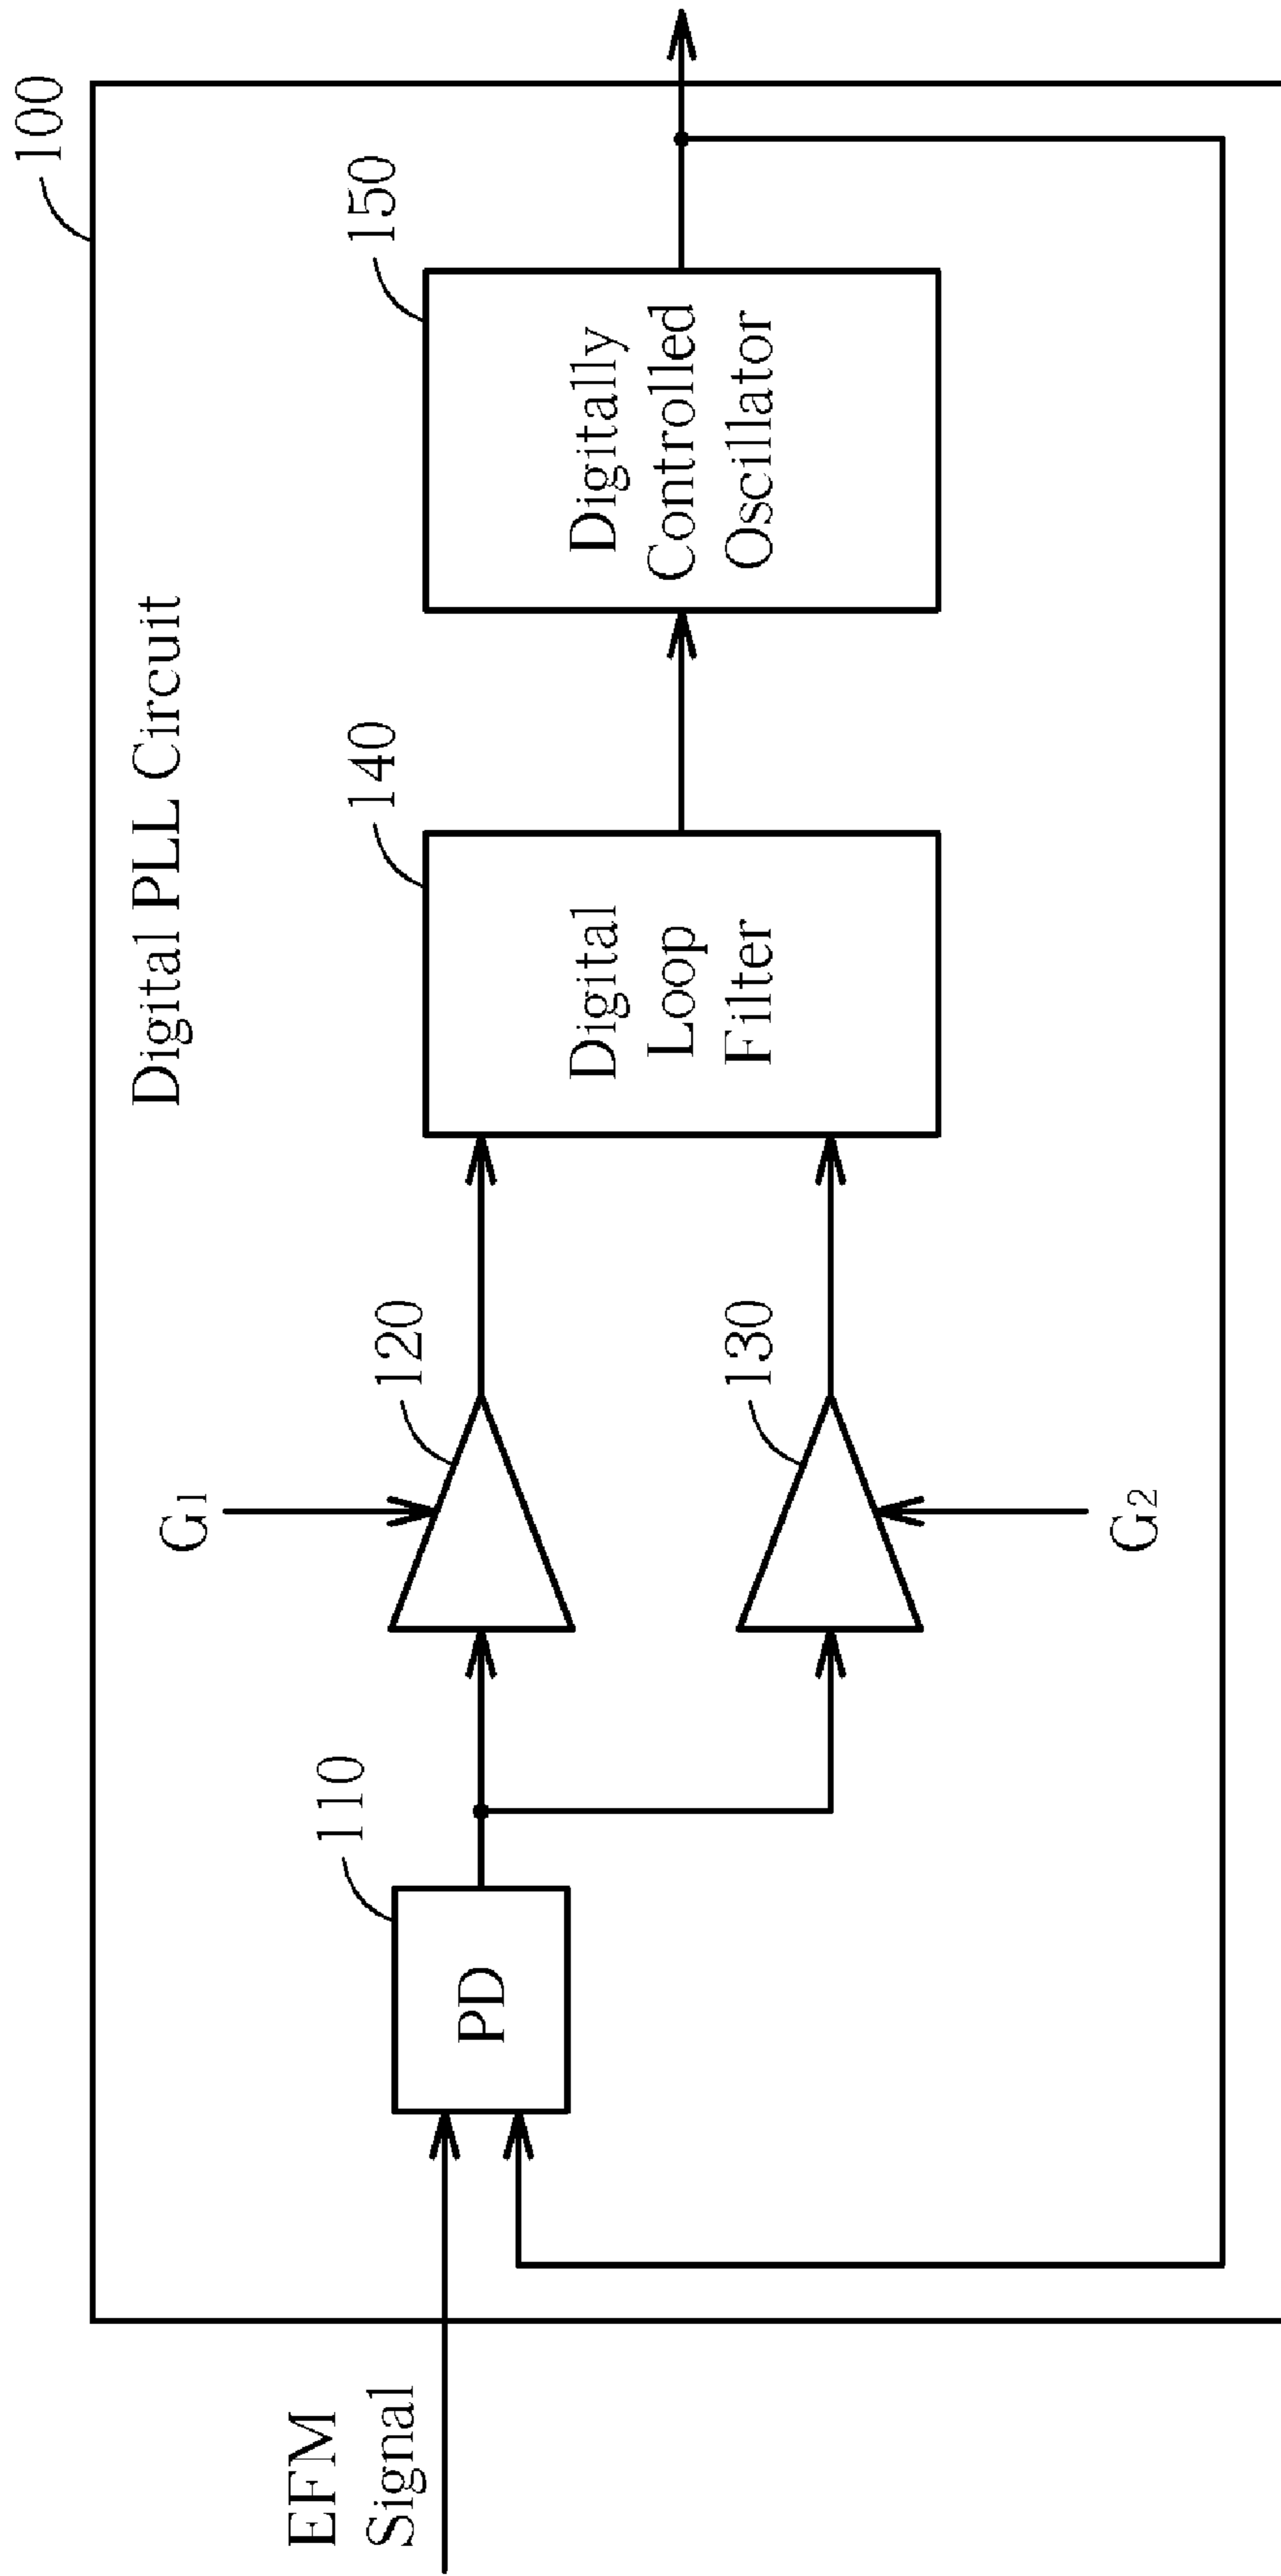 100
Digital PLL Circuit
EFM
Signal
110
PD
G1
120
130
G2
140
Digital
Loop
Filter
150
Digitally
Controlled
Oscillator